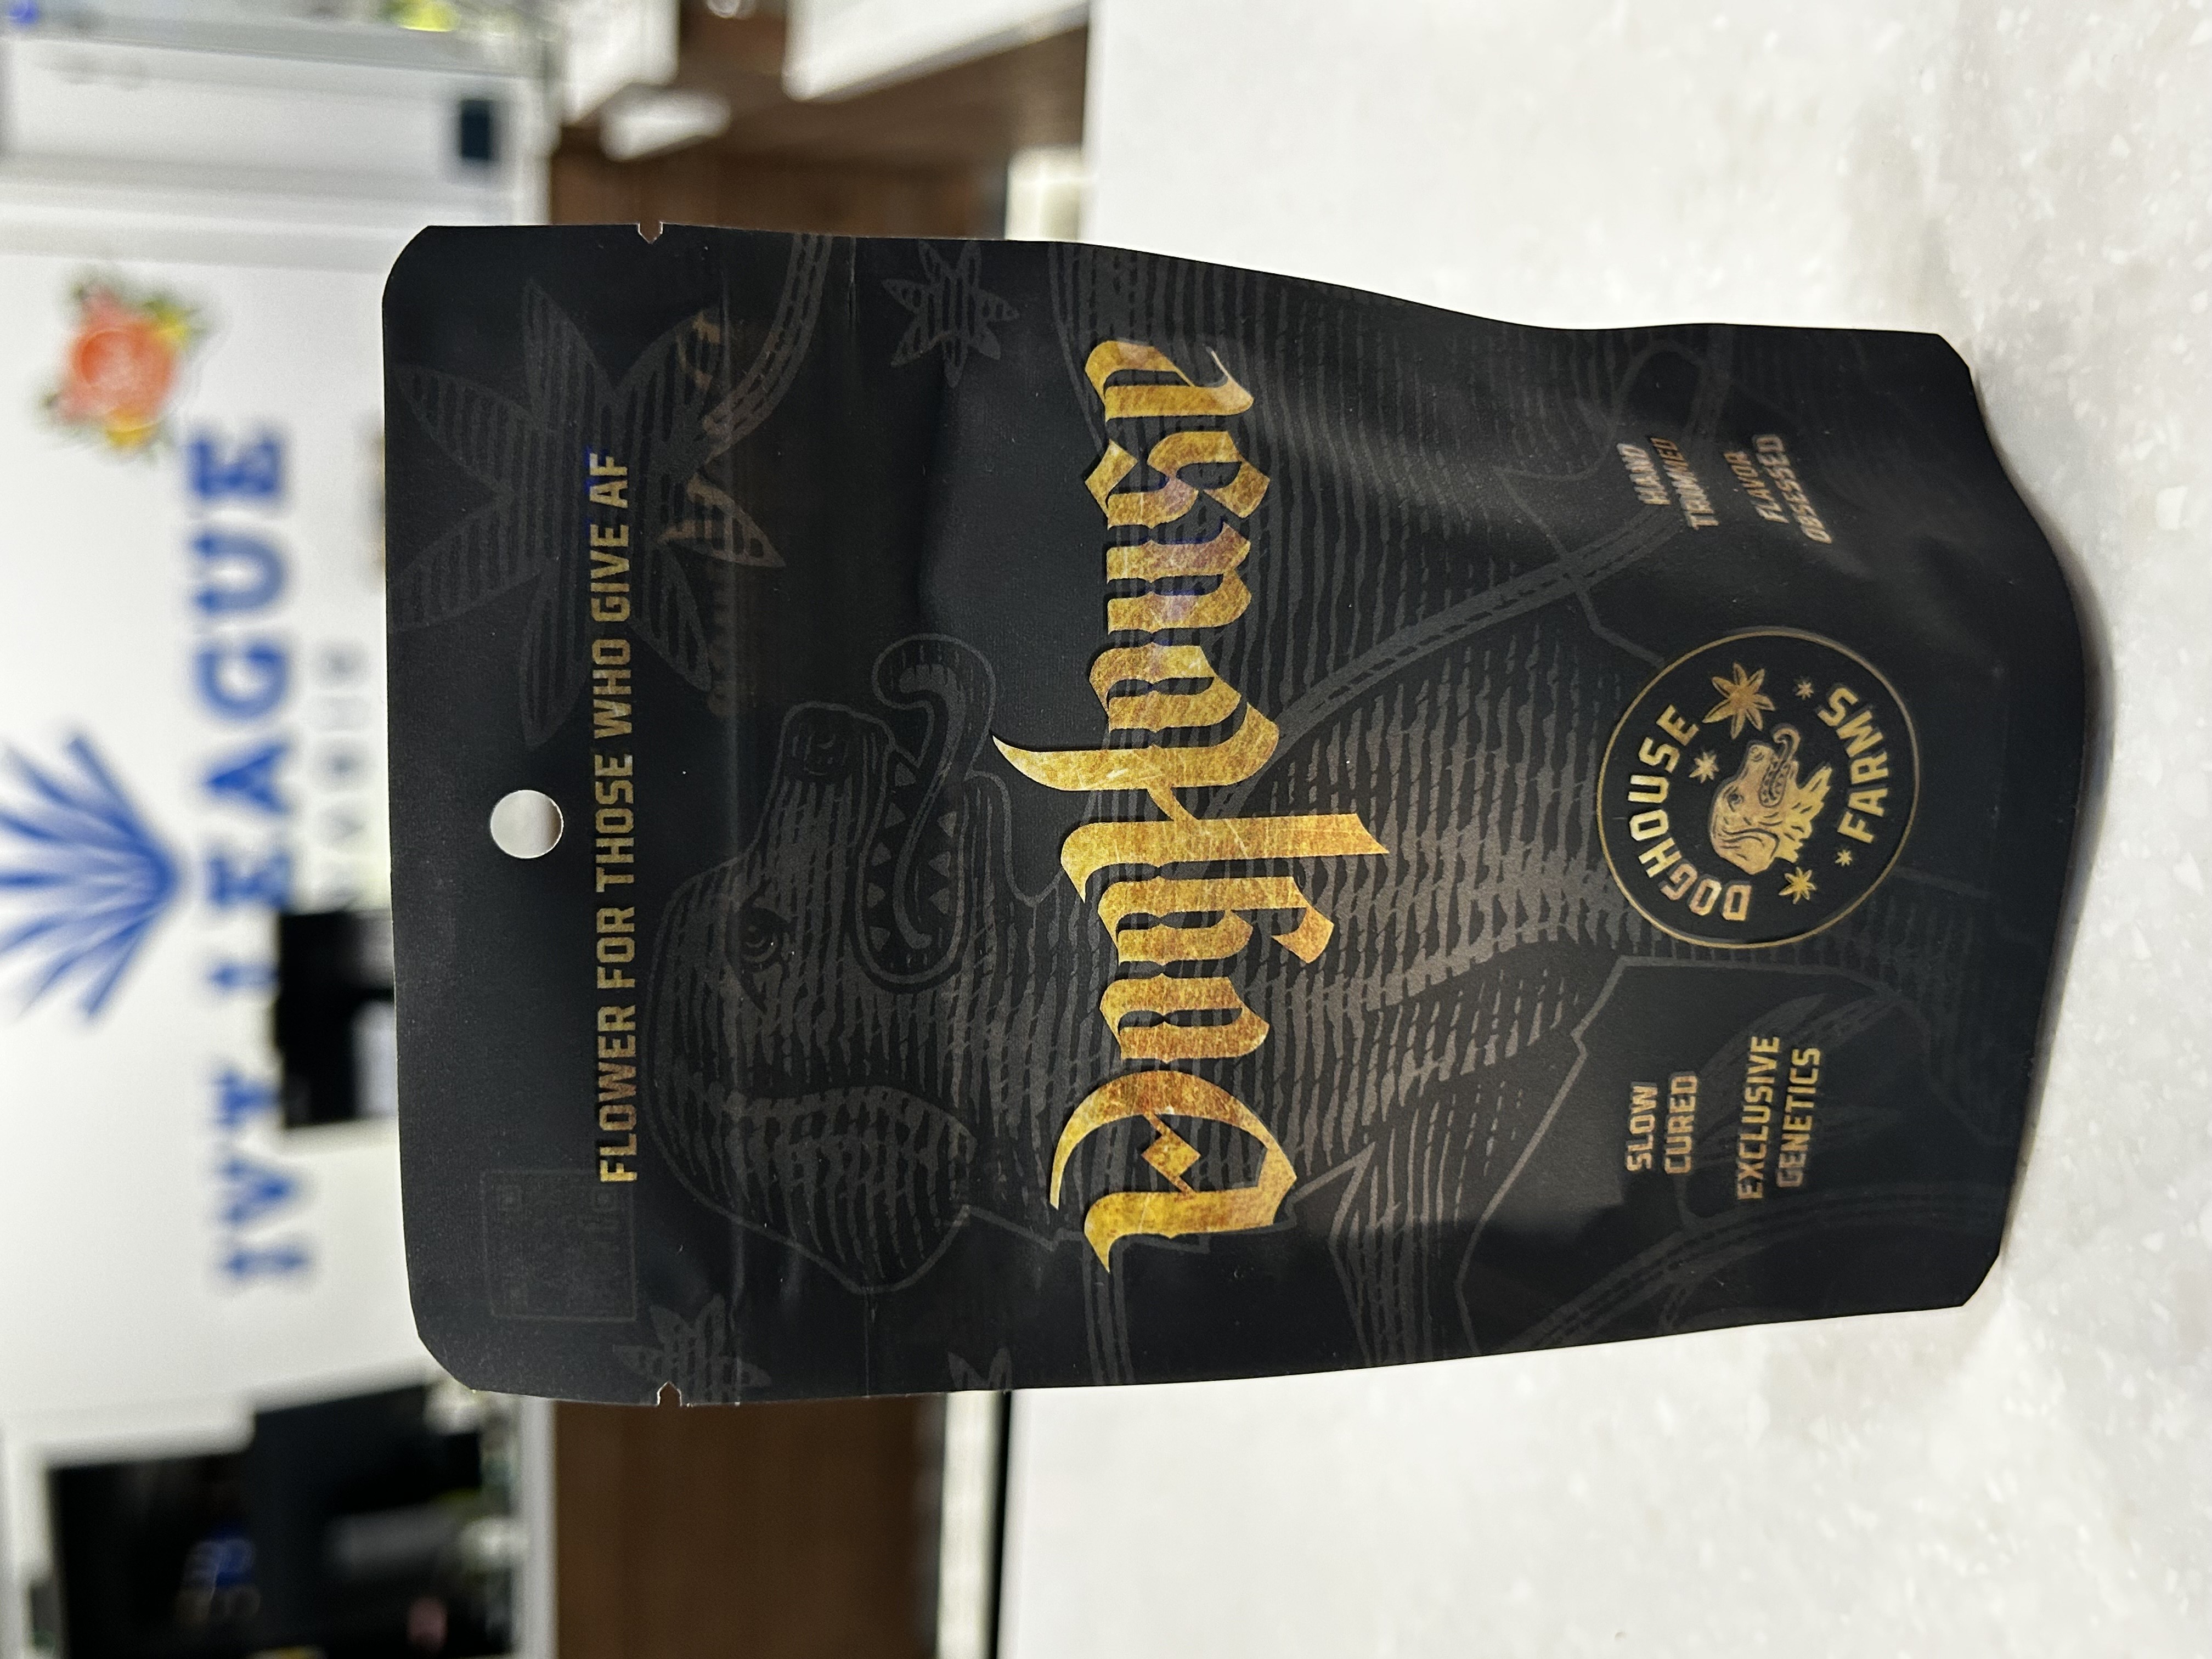 IVY LEAGUE
FLOWER FOR THOSE WHO GIVE AF
Doghouse
SLOW
CURED
EXCLUSIVE
GENETICS
DOGHOUSE
FARMS
HAND
TRIMMED
FLAVOR
OBSESSED